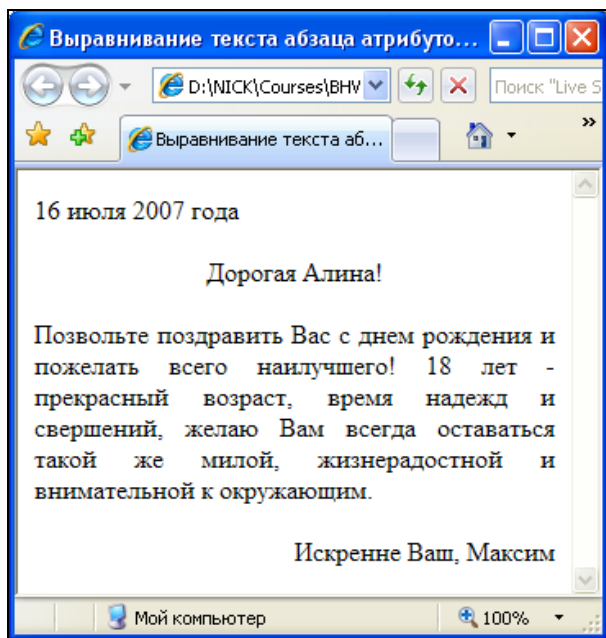 Выравнивание текста абзаца атрибуто...
D:\NICK\Courses\BHV
Поиск "Live S
Выравнивание текста аб...
»
16 июля 2007 года
Дорогая Алина!
Позвольте поздравить Вас с днем рождения и
пожелать всего наилучшего! 18 лет -
прекрасный возраст, время надежд и
свершений, желаю Вам всегда оставаться
такой же милой, жизнерадостной и
внимательной к окружающим.
Искренне Ваш, Максим
Мой компьютер
100%